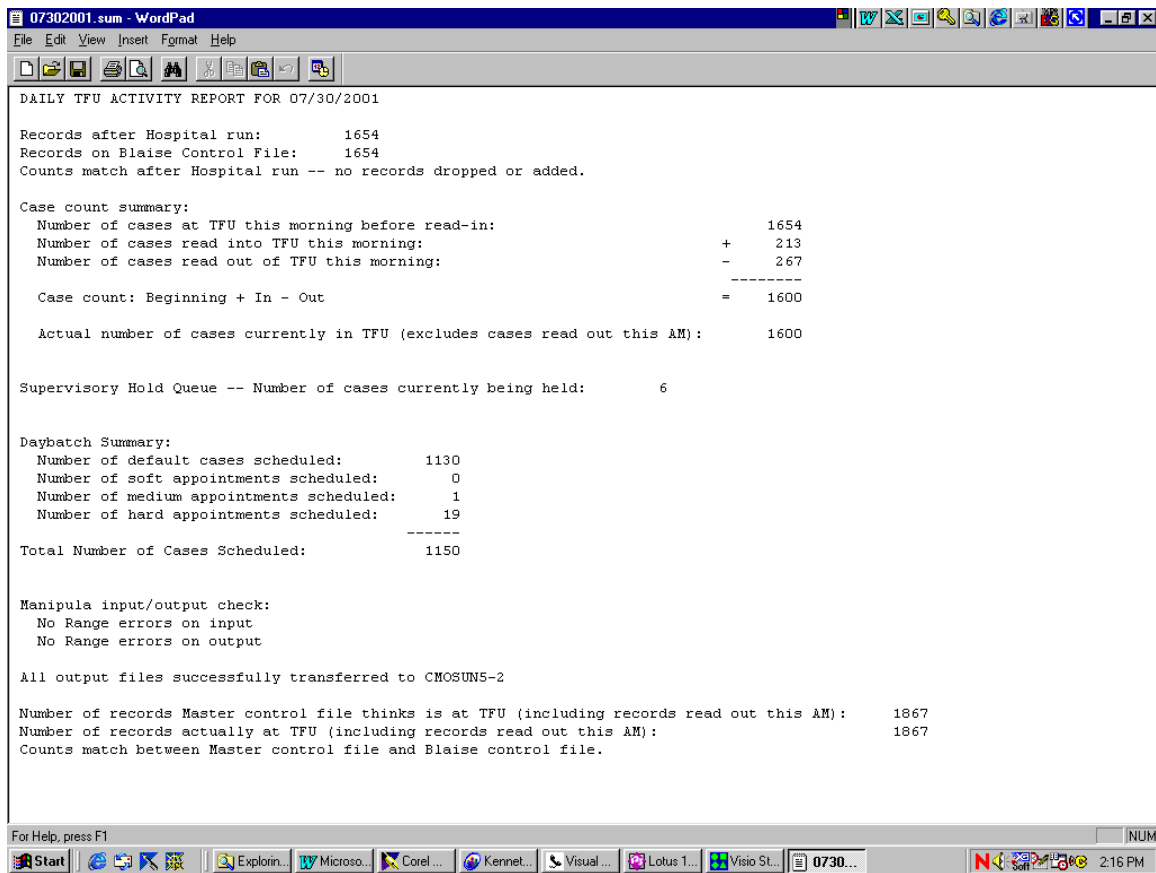 07302001.sum - WordPad
File Edit View Insert Format Help
DAILY TFU ACTIVITY REPORT FOR 07/30/2001
Records after Hospital run: 1654
Records on Blaise Control File: 1654
Counts match after Hospital run -- no records dropped or added.
Case count summary:
Number of cases at TFU this morning before read-in: 1654
Number of cases read into TFU this morning: + 213
Number of cases read out of TFU this morning: - 267
--------
Case count: Beginning + In - Out = 1600
Actual number of cases currently in TFU (excludes cases read out this AM): 1600
Supervisory Hold Queue -- Number of cases currently being held: 6
Daybatch Summary:
Number of default cases scheduled: 1130
Number of soft appointments scheduled: 0
Number of medium appointments scheduled: 1
Number of hard appointments scheduled: 19
------
Total Number of Cases Scheduled: 1150
Manipula input/output check:
No Range errors on input
No Range errors on output
All output files successfully transferred to CMOSUN5-2
Number of records Master control file thinks is at TFU (including records read out this AM): 1867
Number of records actually at TFU (including records read out this AM): 1867
Counts match between Master control file and Blaise control file.
For Help, press F1 NUM
Start Explorin... Microso... Corel ... Kennet... Visual ... Lotus 1... Visio St... 0730... 2:16 PM